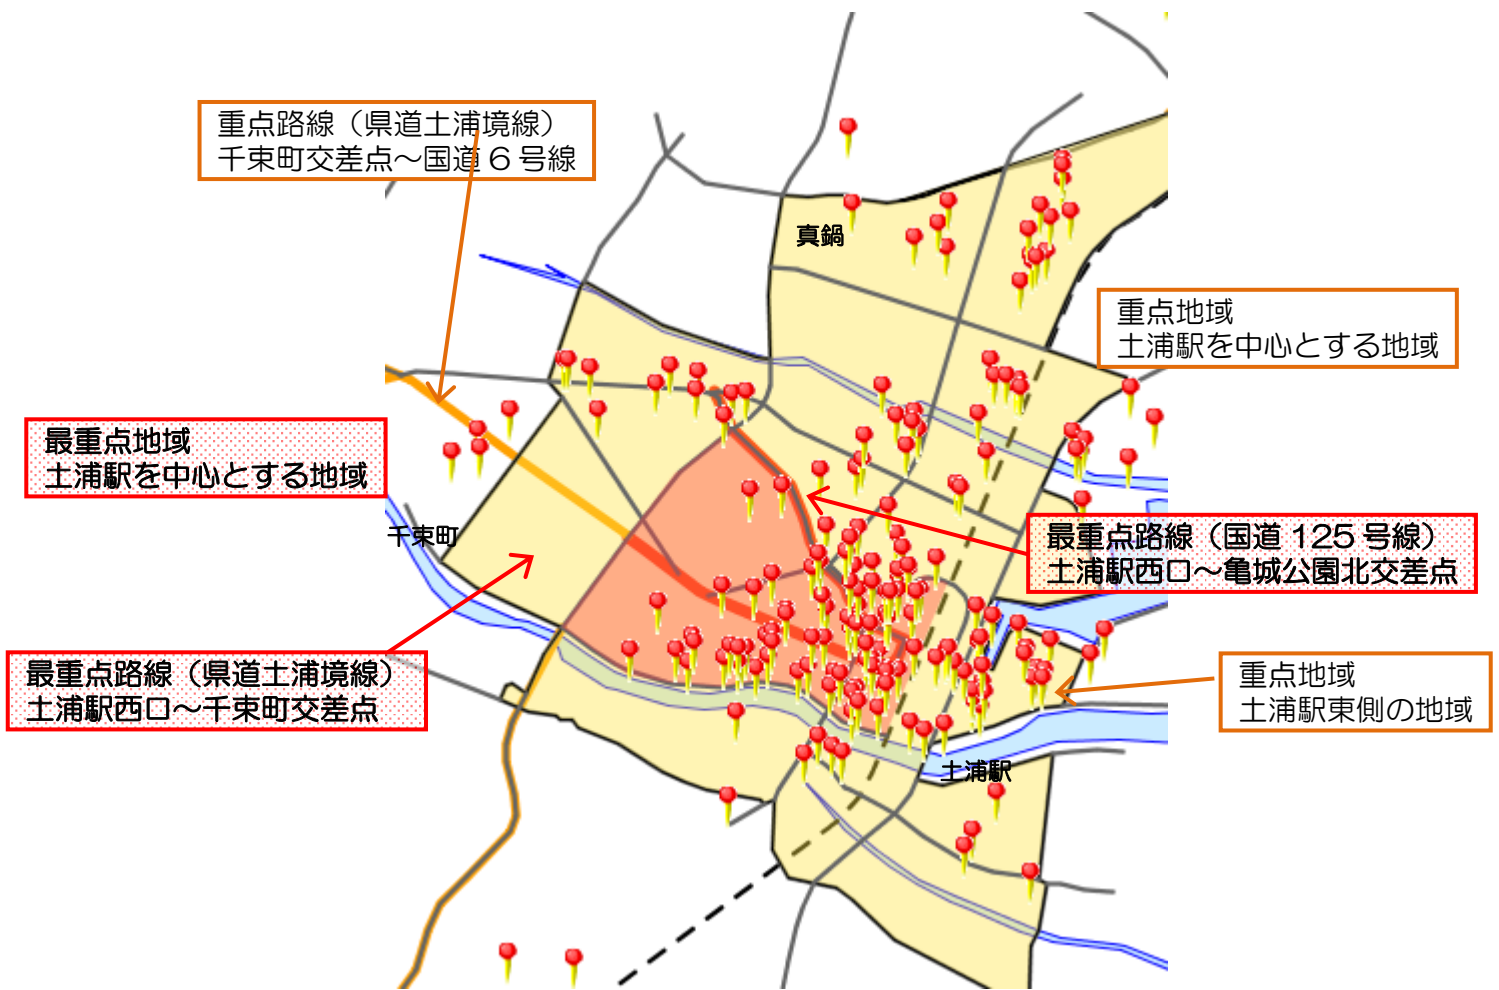 重点路線（県道土浦境線）
千束町交差点～国道６号線
真鍋
重点地域
土浦駅を中心とする地域
最重点地域
土浦駅を中心とする地域
千束町
最重点路線（国道 125 号線）
土浦駅西口～亀城公園北交差点
最重点路線（県道土浦境線）
土浦駅西口～千束町交差点
重点地域
土浦駅東側の地域
土浦駅